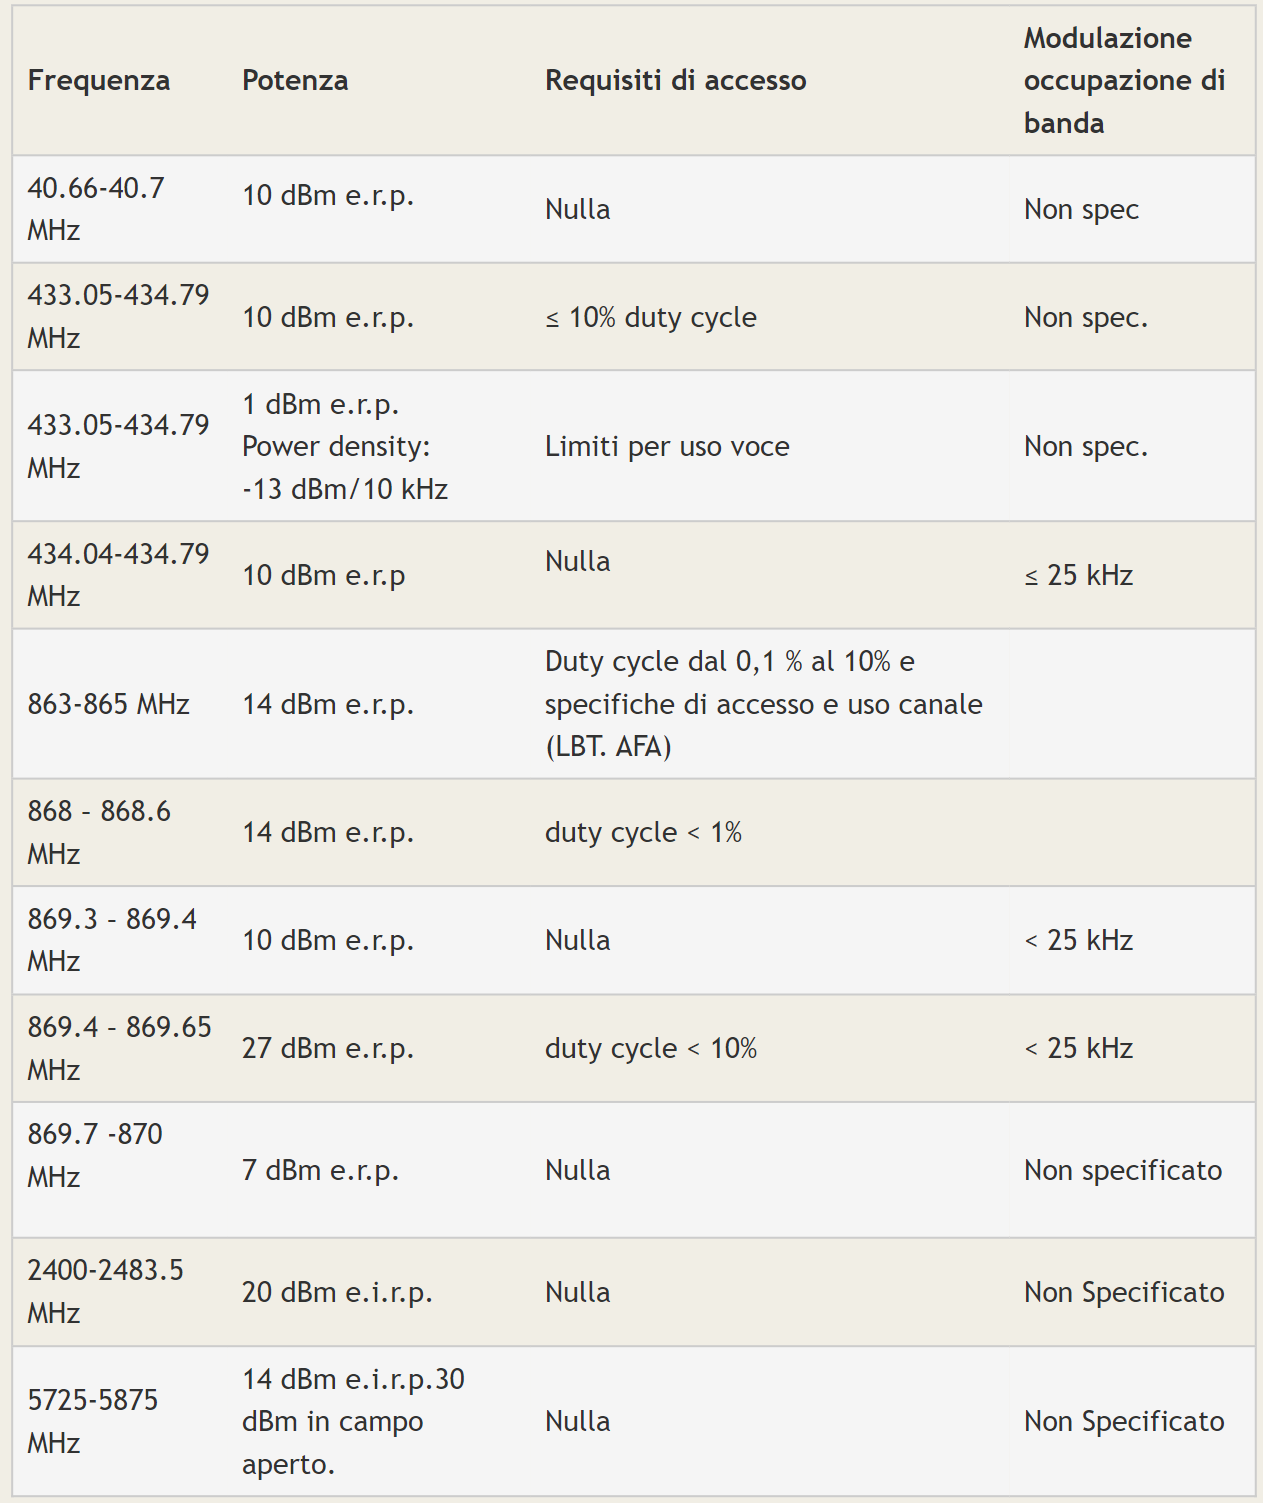 Frequenza
Potenza
Requisiti di accesso
Modulazione
occupazione di
banda
40.66-40.7
MHz
10 dBm e.r.p.
Nulla
Non spec
433.05-434.79
MHz
10 dBm e.r.p.
≤ 10% duty cycle
Non spec.
433.05-434.79
MHz
1 dBm e.r.p.
Power density:
-13 dBm/10 kHz
Limiti per uso voce
Non spec.
434.04-434.79
MHz
10 dBm e.r.p
Nulla
≤ 25 kHz
863-865 MHz
14 dBm e.r.p.
Duty cycle dal 0,1 % al 10% e
specifiche di accesso e uso canale
(LBT. AFA)
868 – 868.6
MHz
14 dBm e.r.p.
duty cycle < 1%
869.3 – 869.4
MHz
10 dBm e.r.p.
Nulla
< 25 kHz
869.4 – 869.65
MHz
27 dBm e.r.p.
duty cycle < 10%
< 25 kHz
869.7 -870
MHz
7 dBm e.r.p.
Nulla
Non specificato
2400-2483.5
MHz
20 dBm e.i.r.p.
Nulla
Non Specificato
5725-5875
MHz
14 dBm e.i.r.p.30
dBm in campo
aperto.
Nulla
Non Specificato